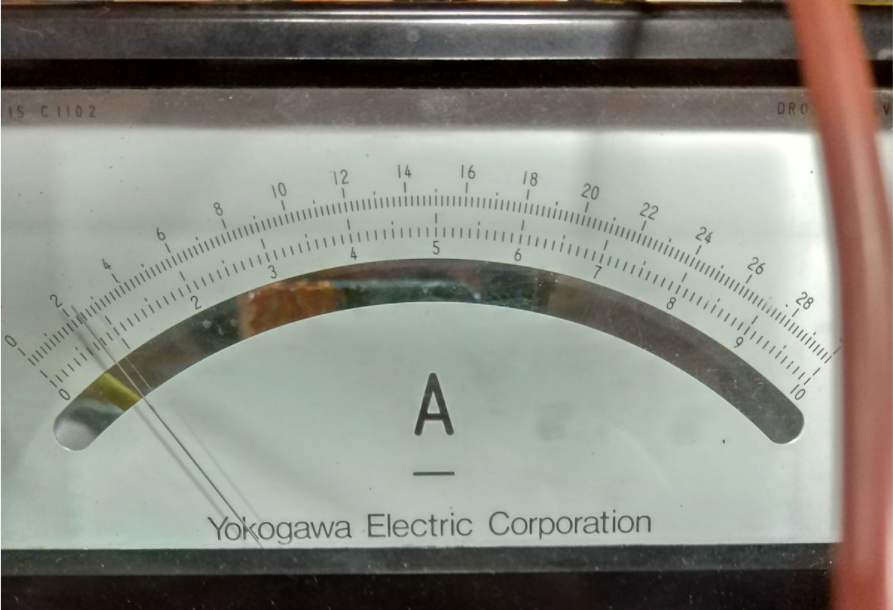 IS C 1102
0 2 4 6 8 10 12 14 16 18 20 22 24 26 28
0 2 3 4 5 6 7 8 9 10
A
Yokogawa Electric Corporation